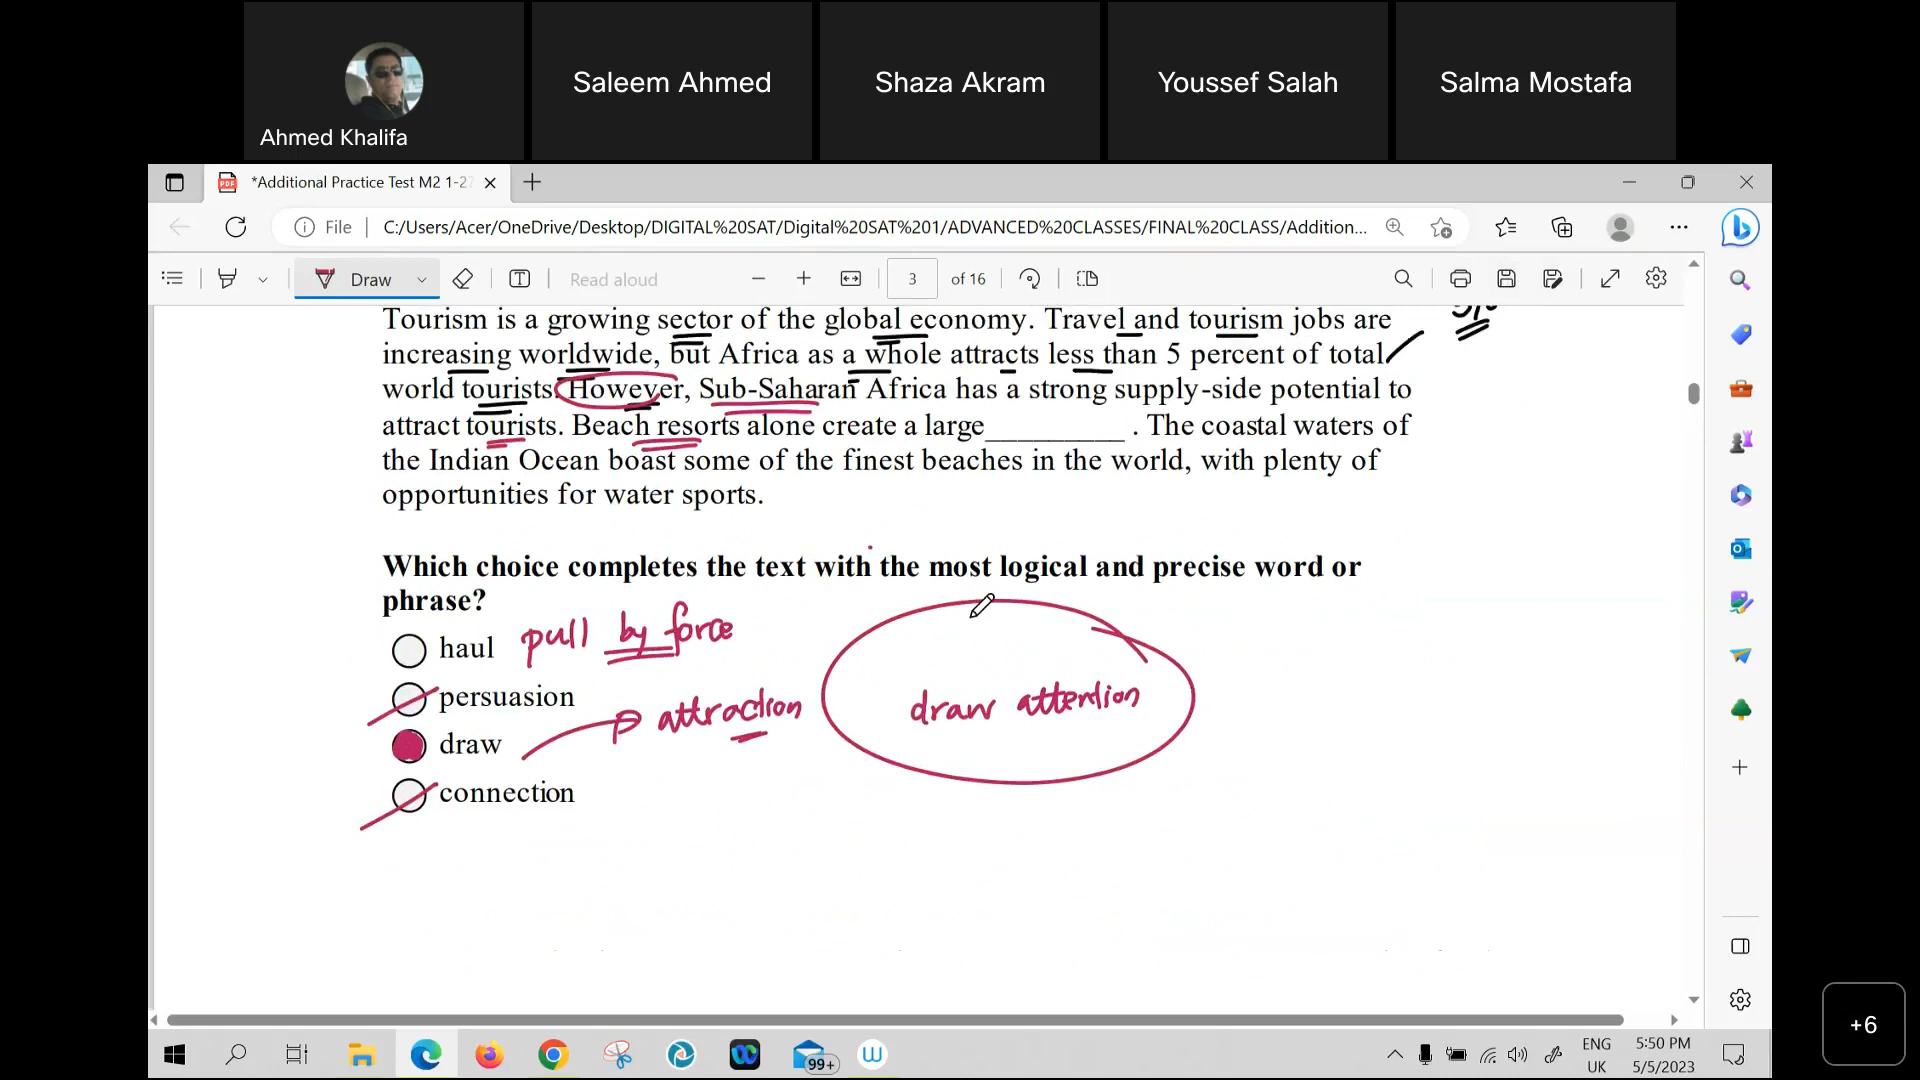 Saleem Ahmed
Shaza Akram
Youssef Salah
Salma Mostafa
Ahmed Khalifa
*Additional Practice Test M2 1-27
File
C:/Users/Acer/OneDrive/Desktop/DIGITAL%20SAT/Digital%20SAT%201/ADVANCED%20CLASSES/FINAL%20CLASS/Addition...
Draw
Read aloud
3 of 16
Tourism is a growing sector of the global economy. Travel and tourism jobs are
increasing worldwide, but Africa as a whole attracts less than 5 percent of total
world tourists. However, Sub-Saharan Africa has a strong supply-side potential to
attract tourists. Beach resorts alone create a large__________ . The coastal waters of
the Indian Ocean boast some of the finest beaches in the world, with plenty of
opportunities for water sports.
Which choice completes the text with the most logical and precise word or
phrase?
haul pull by force
persuasion
attraction
draw attention
draw
connection
+6
99+
ENG
UK
5:50 PM
5/5/2023